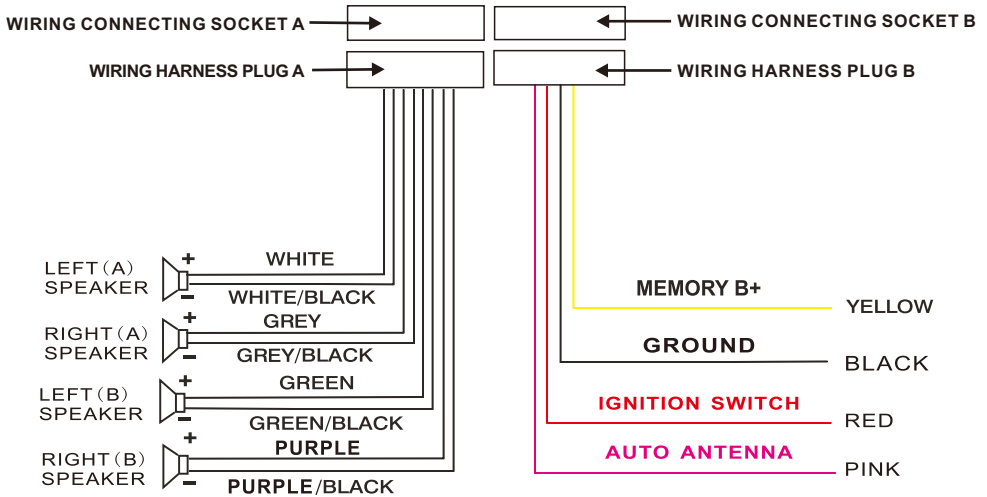 WIRING CONNECTING SOCKET A
WIRING CONNECTING SOCKET B
WIRING HARNESS PLUG A
WIRING HARNESS PLUG B
LEFT(A)
SPEAKER
+
−
WHITE
WHITE/BLACK
RIGHT(A)
SPEAKER
+
−
GREY
GREY/BLACK
LEFT(B)
SPEAKER
+
−
GREEN
GREEN/BLACK
RIGHT(B)
SPEAKER
+
−
PURPLE
PURPLE/BLACK
MEMORY B+
YELLOW
GROUND
BLACK
IGNITION SWITCH
RED
AUTO ANTENNA
PINK